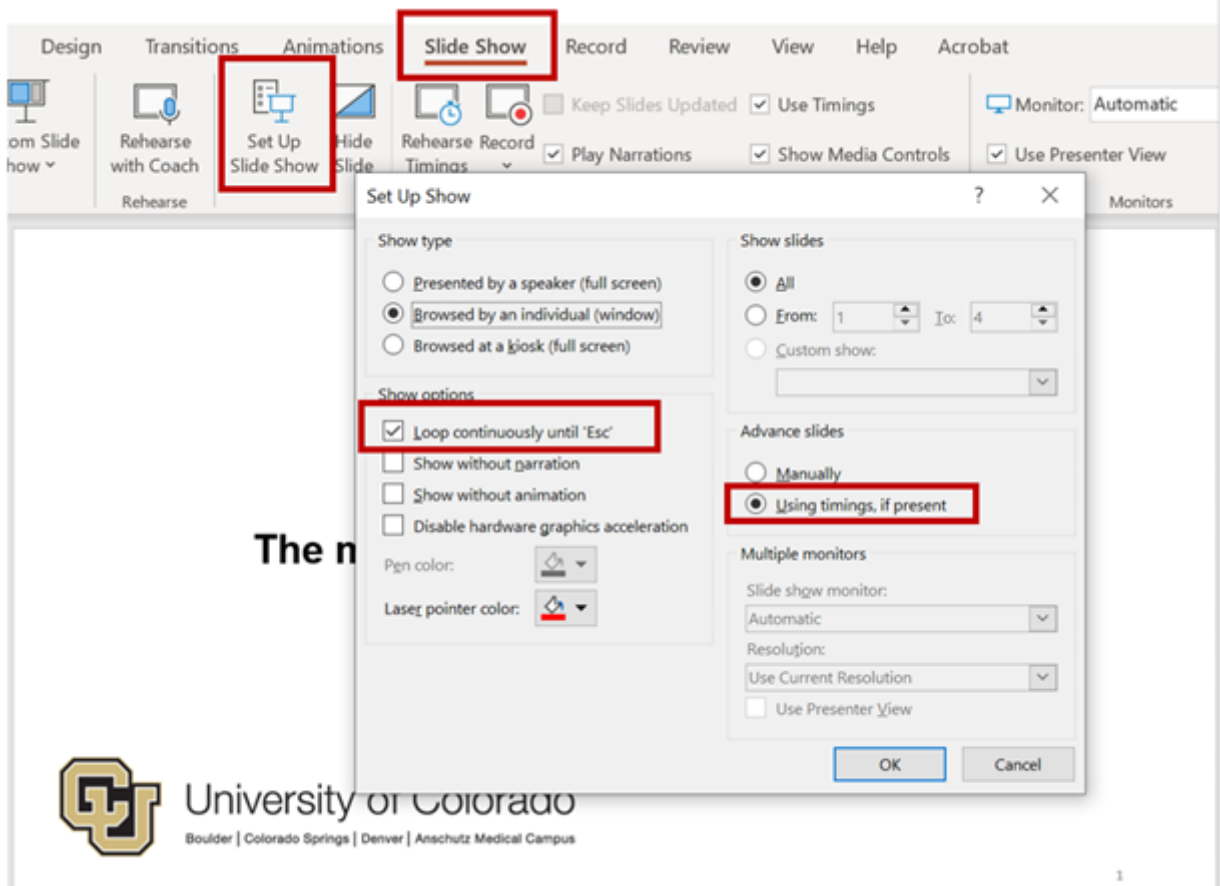 Design Transitions Animations Slide Show Record Review View Help Acrobat
om Slide
how
Rehearse
with Coach
Rehearse
Set Up
Slide Show
Hide
Slide
Rehearse
Timings
Record
Keep Slides Updated
Play Narrations
Use Timings
Show Media Controls
Monitor: Automatic
Use Presenter View
Monitors
Set Up Show ?
Show type
Presented by a speaker (full screen)
Browsed by an individual (window)
Browsed at a kiosk (full screen)
Show options
Loop continuously until 'Esc'
Show without narration
Show without animation
Disable hardware graphics acceleration
Pen color:
Laser pointer color:
Show slides
All
From: 1 To: 4
Custom show:
Advance slides
Manually
Using timings, if present
Multiple monitors
Slide show monitor:
Automatic
Resolution:
Use Current Resolution
Use Presenter View
OK Cancel
The n
CU
University of Colorado
Boulder | Colorado Springs | Denver | Anschutz Medical Campus
1